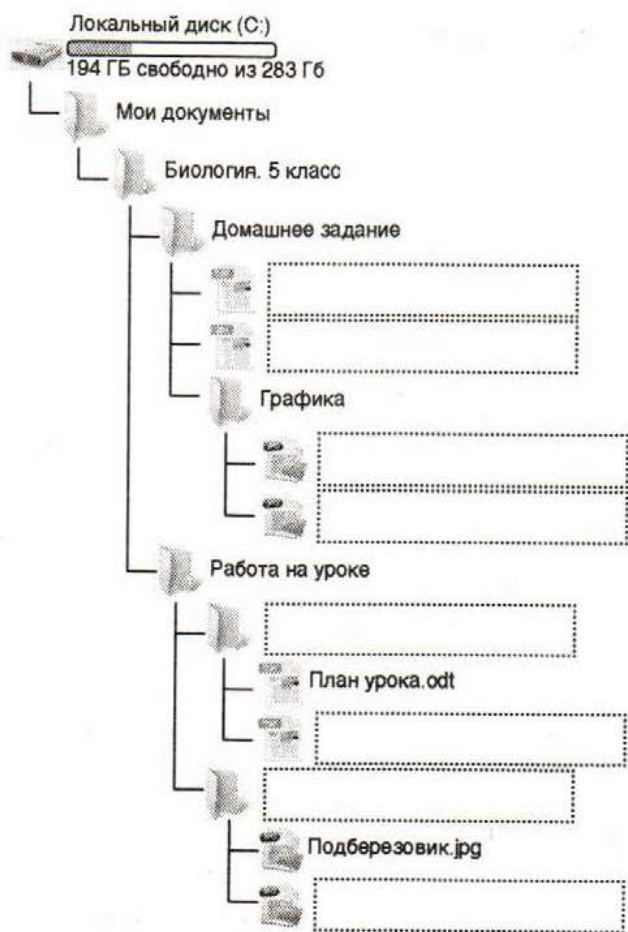 Локальный диск (C:)
194 ГБ свободно из 283 Гб
Мои документы
Биология. 5 класс
Домашнее задание
Графика
Работа на уроке
План урока.odt
Подберезовик.jpg